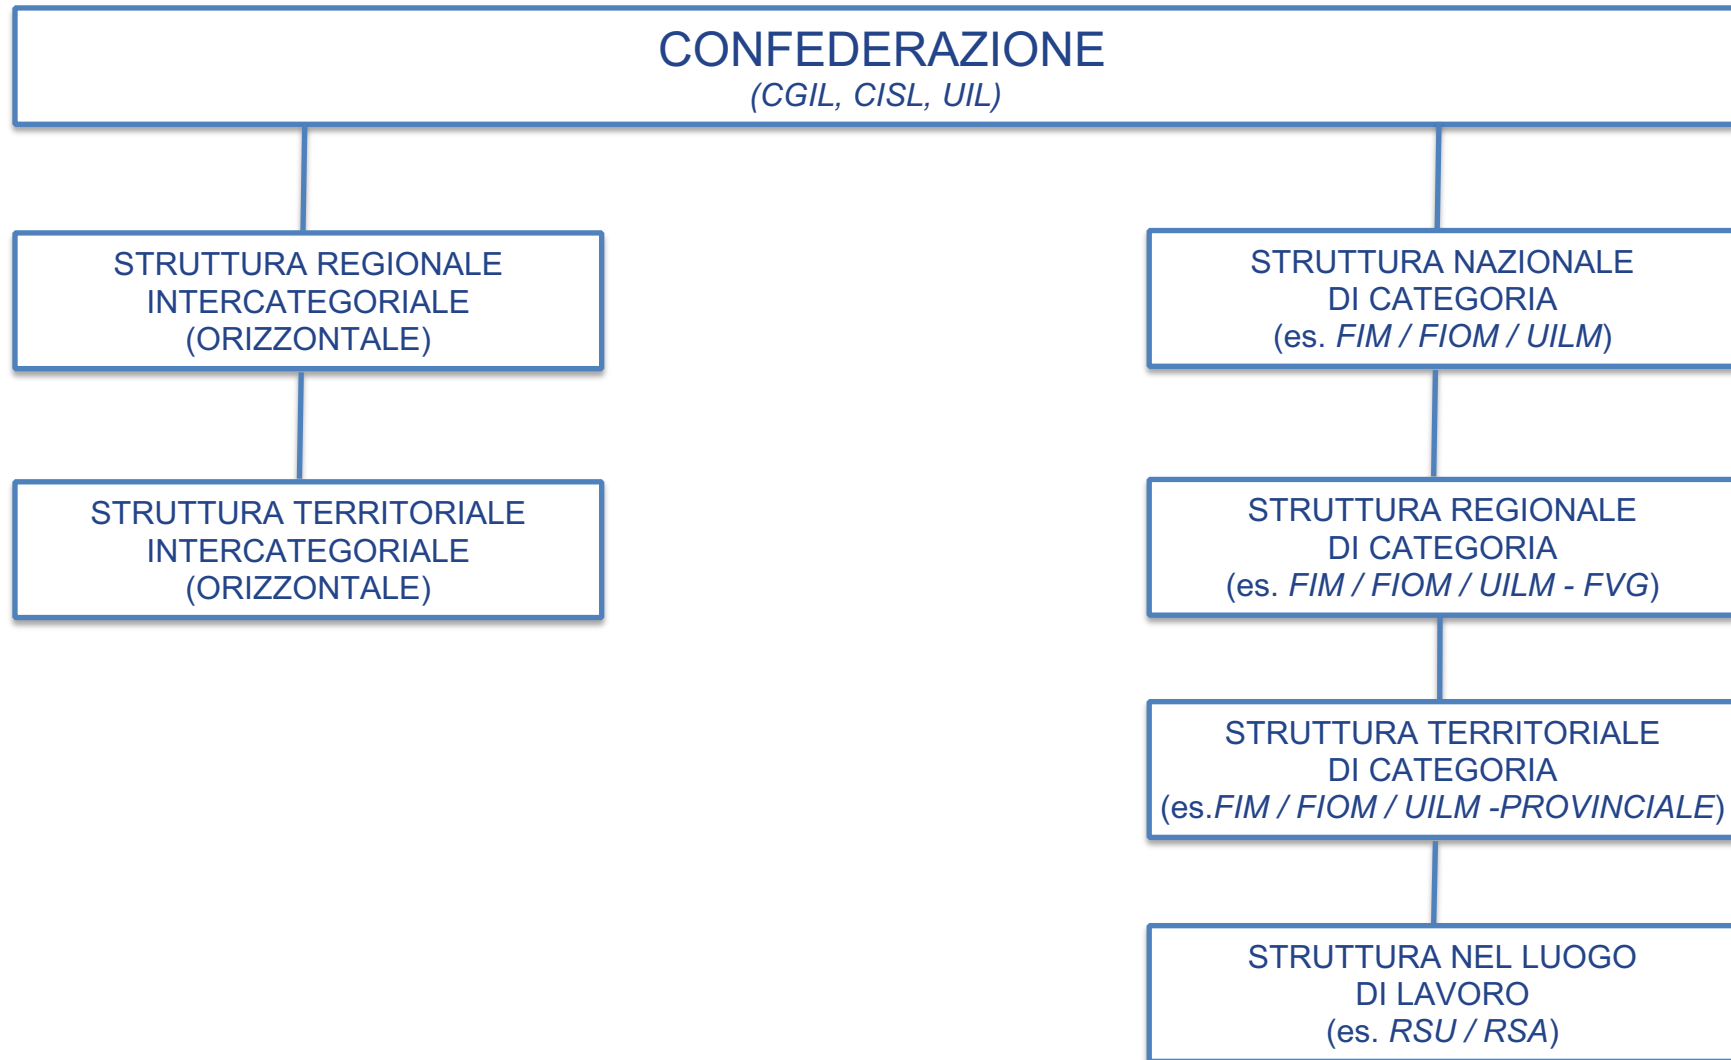 CONFEDERAZIONE
(CGIL, CISL, UIL)
STRUTTURA REGIONALE
INTERCATEGORIALE
(ORIZZONTALE)
STRUTTURA TERRITORIALE
INTERCATEGORIALE
(ORIZZONTALE)
STRUTTURA NAZIONALE
DI CATEGORIA
(es. FIM / FIOM / UILM)
STRUTTURA REGIONALE
DI CATEGORIA
(es. FIM / FIOM / UILM - FVG)
STRUTTURA TERRITORIALE
DI CATEGORIA
(es.FIM / FIOM / UILM -PROVINCIALE)
STRUTTURA NEL LUOGO
DI LAVORO
(es. RSU / RSA)